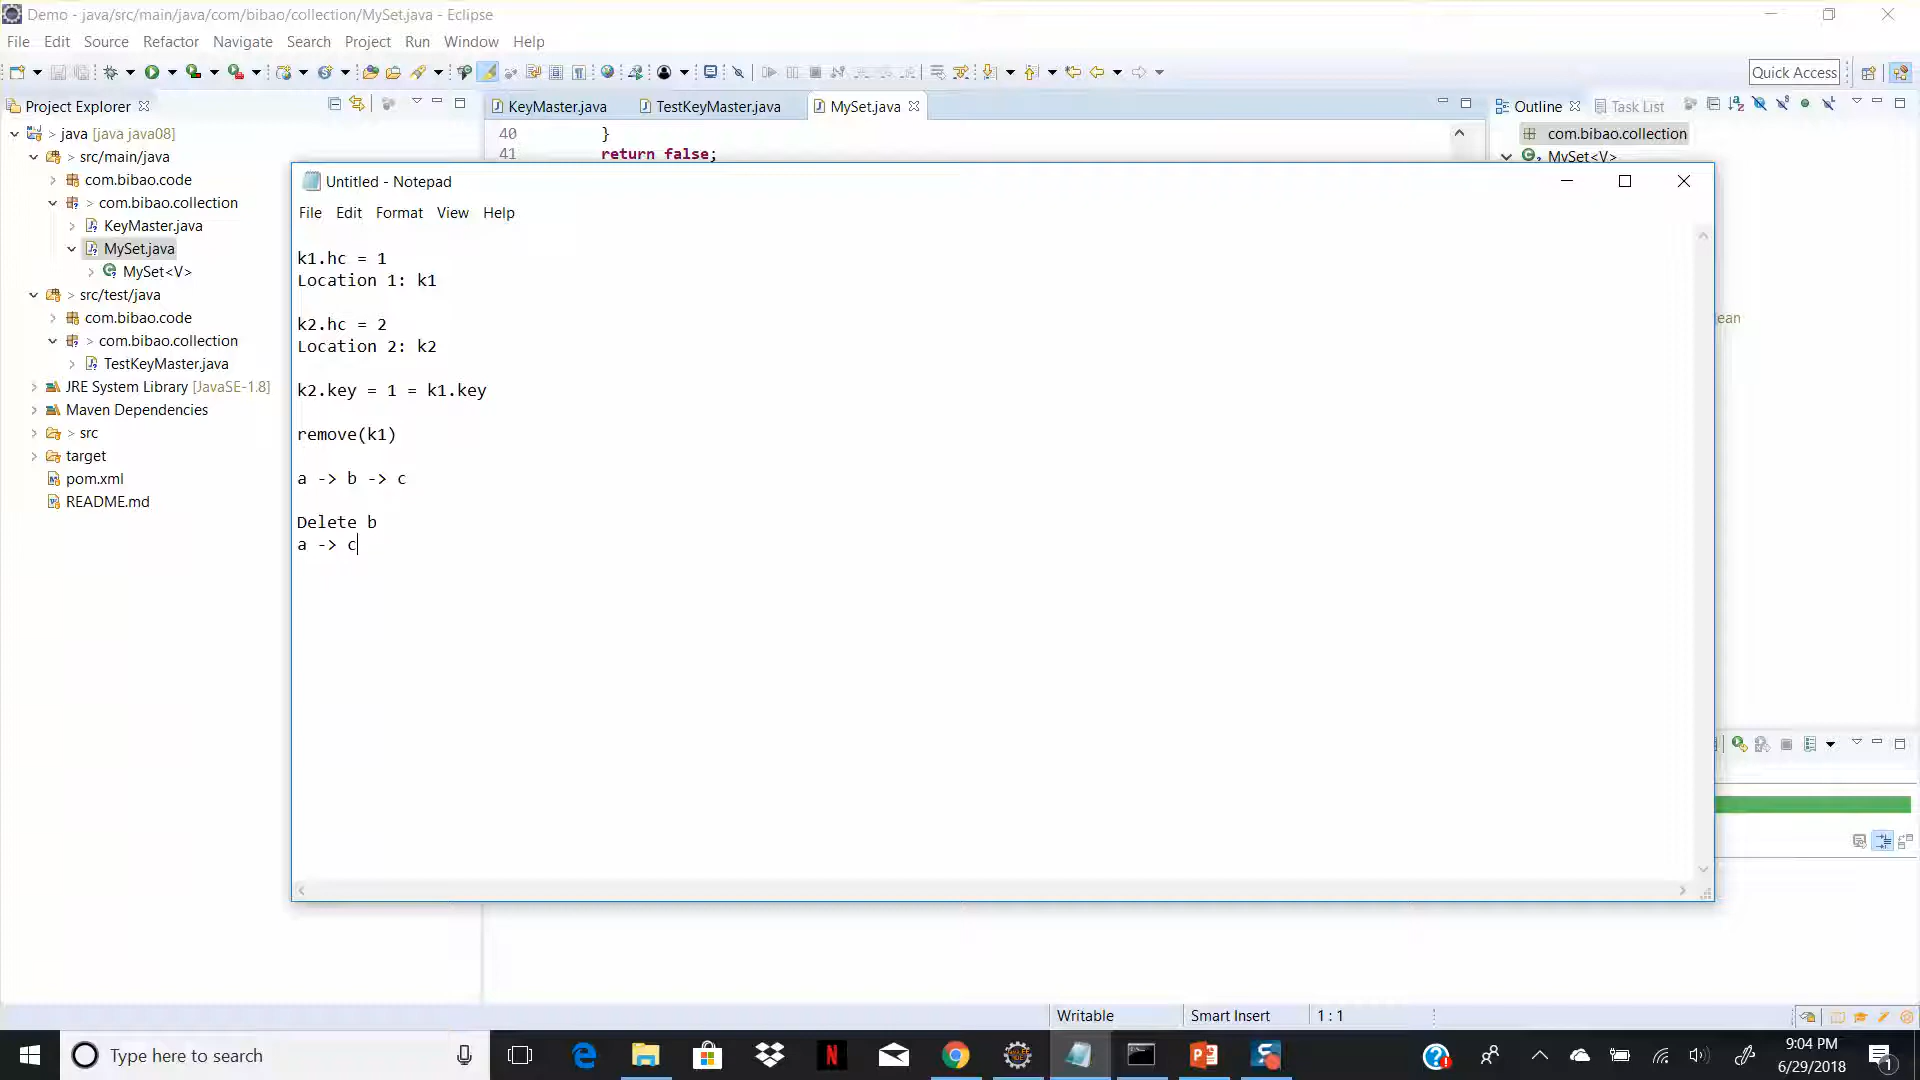 Demo - java/src/main/java/com/bibao/collection/MySet.java - Eclipse
File Edit Source Refactor Navigate Search Project Run Window Help
Quick Access
Project Explorer
KeyMaster.java TestKeyMaster.java MySet.java
Outline Task List
> java [java java08]
> src/main/java
com.bibao.code
> com.bibao.collection
KeyMaster.java
MySet.java
MySet<V>
> src/test/java
com.bibao.code
> com.bibao.collection
TestKeyMaster.java
JRE System Library [JavaSE-1.8]
Maven Dependencies
> src
target
pom.xml
README.md
40 }
41 return false;
com.bibao.collection
MySet<V>
ean
Untitled - Notepad
File Edit Format View Help
k1.hc = 1
Location 1: k1
k2.hc = 2
Location 2: k2
k2.key = 1 = k1.key
remove(k1)
a -> b -> c
Delete b
a -> c
Writable Smart Insert 1 : 1
Type here to search
9:04 PM
6/29/2018
1